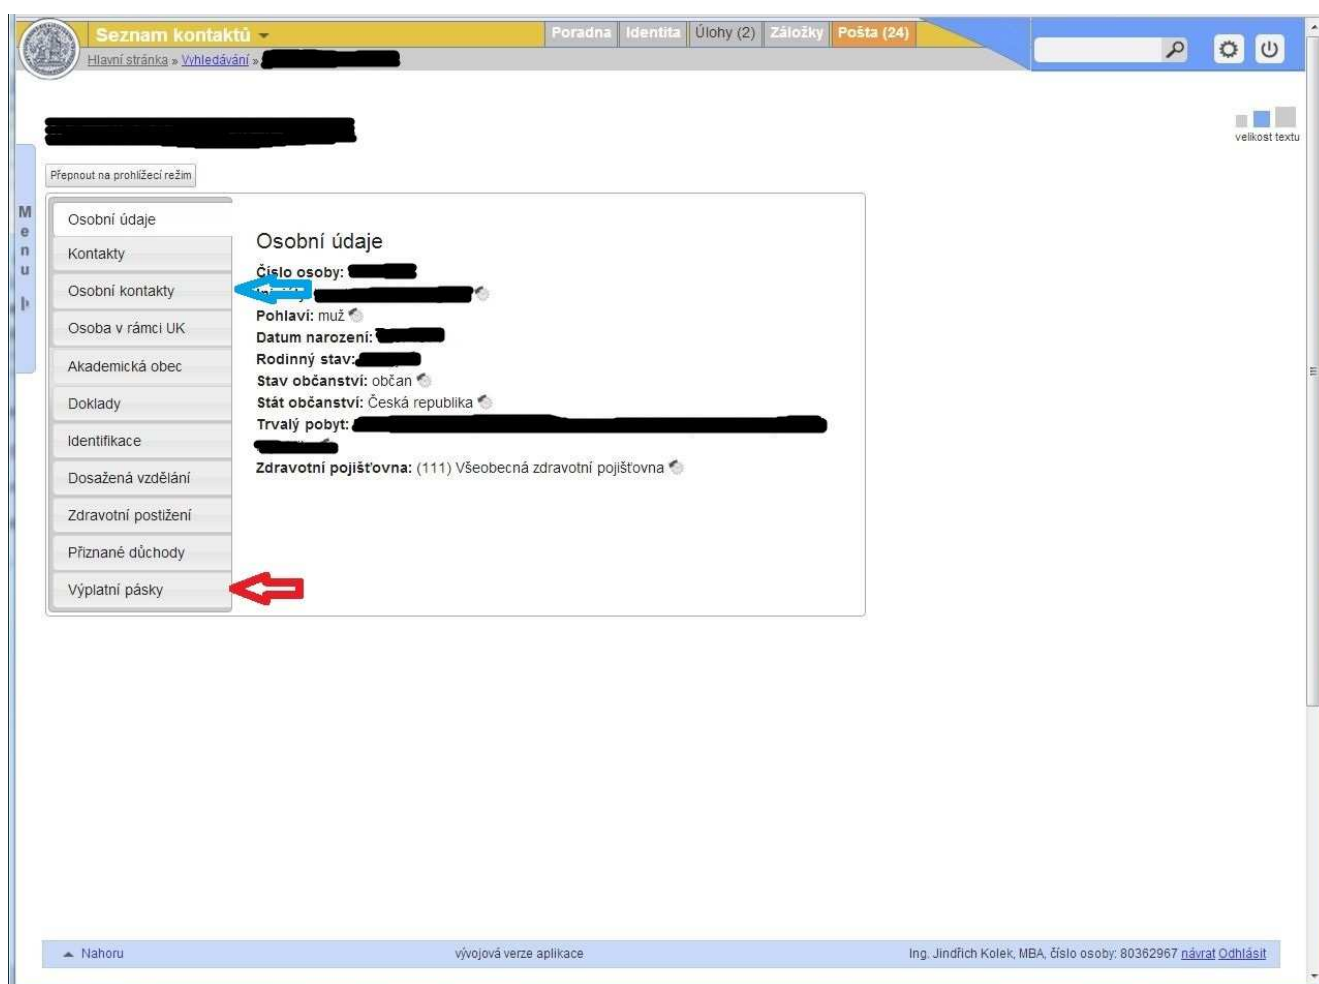 Seznam kontaktů
Poradna Identita Úlohy (2) Záložky Pošta (24)
Hlavní stránka » Vyhledávání »
velikost textu
Přepnout na prohlížecí režim
Menu
Osobní údaje
Kontakty
Osobní kontakty
Osoba v rámci UK
Akademická obec
Doklady
Identifikace
Dosažená vzdělání
Zdravotní postižení
Přiznané důchody
Výplatní pásky
Osobní údaje
Číslo osoby:
Pohlaví: muž
Datum narození:
Rodinný stav:
Stav občanství: občan
Stát občanství: Česká republika
Trvalý pobyt:
Zdravotní pojišťovna: (111) Všeobecná zdravotní pojišťovna
Nahoru
vývojová verze aplikace
Ing. Jindřich Kolek, MBA, číslo osoby: 80362967 návrat Odhlásit